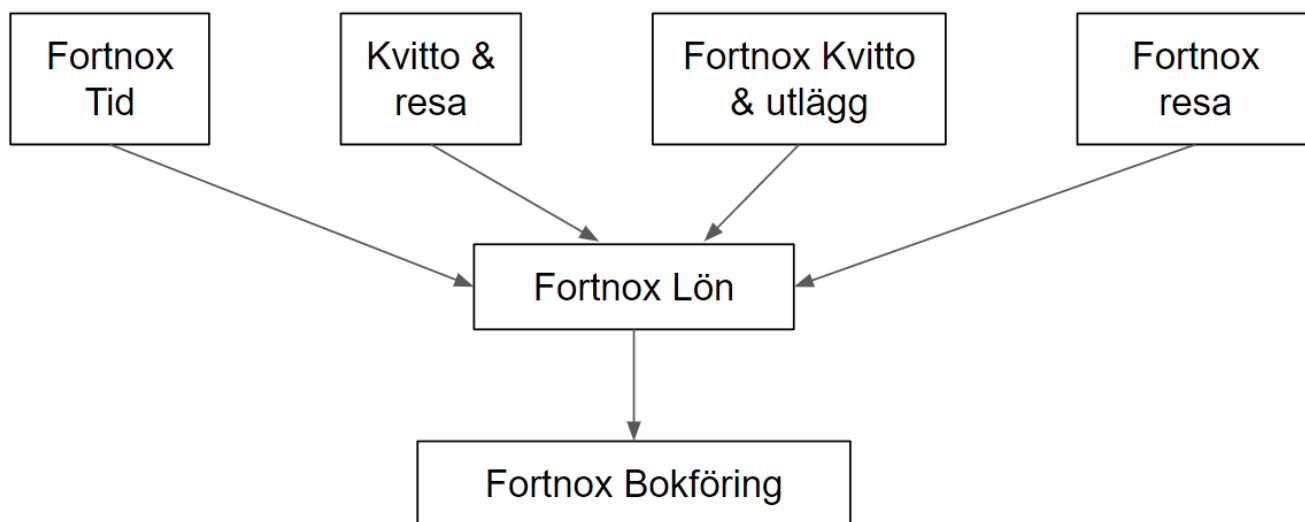 Fortnox
Tid
Kvitto &
resa
Fortnox Kvitto
& utlägg
Fortnox
resa
Fortnox Lön
Fortnox Bokföring